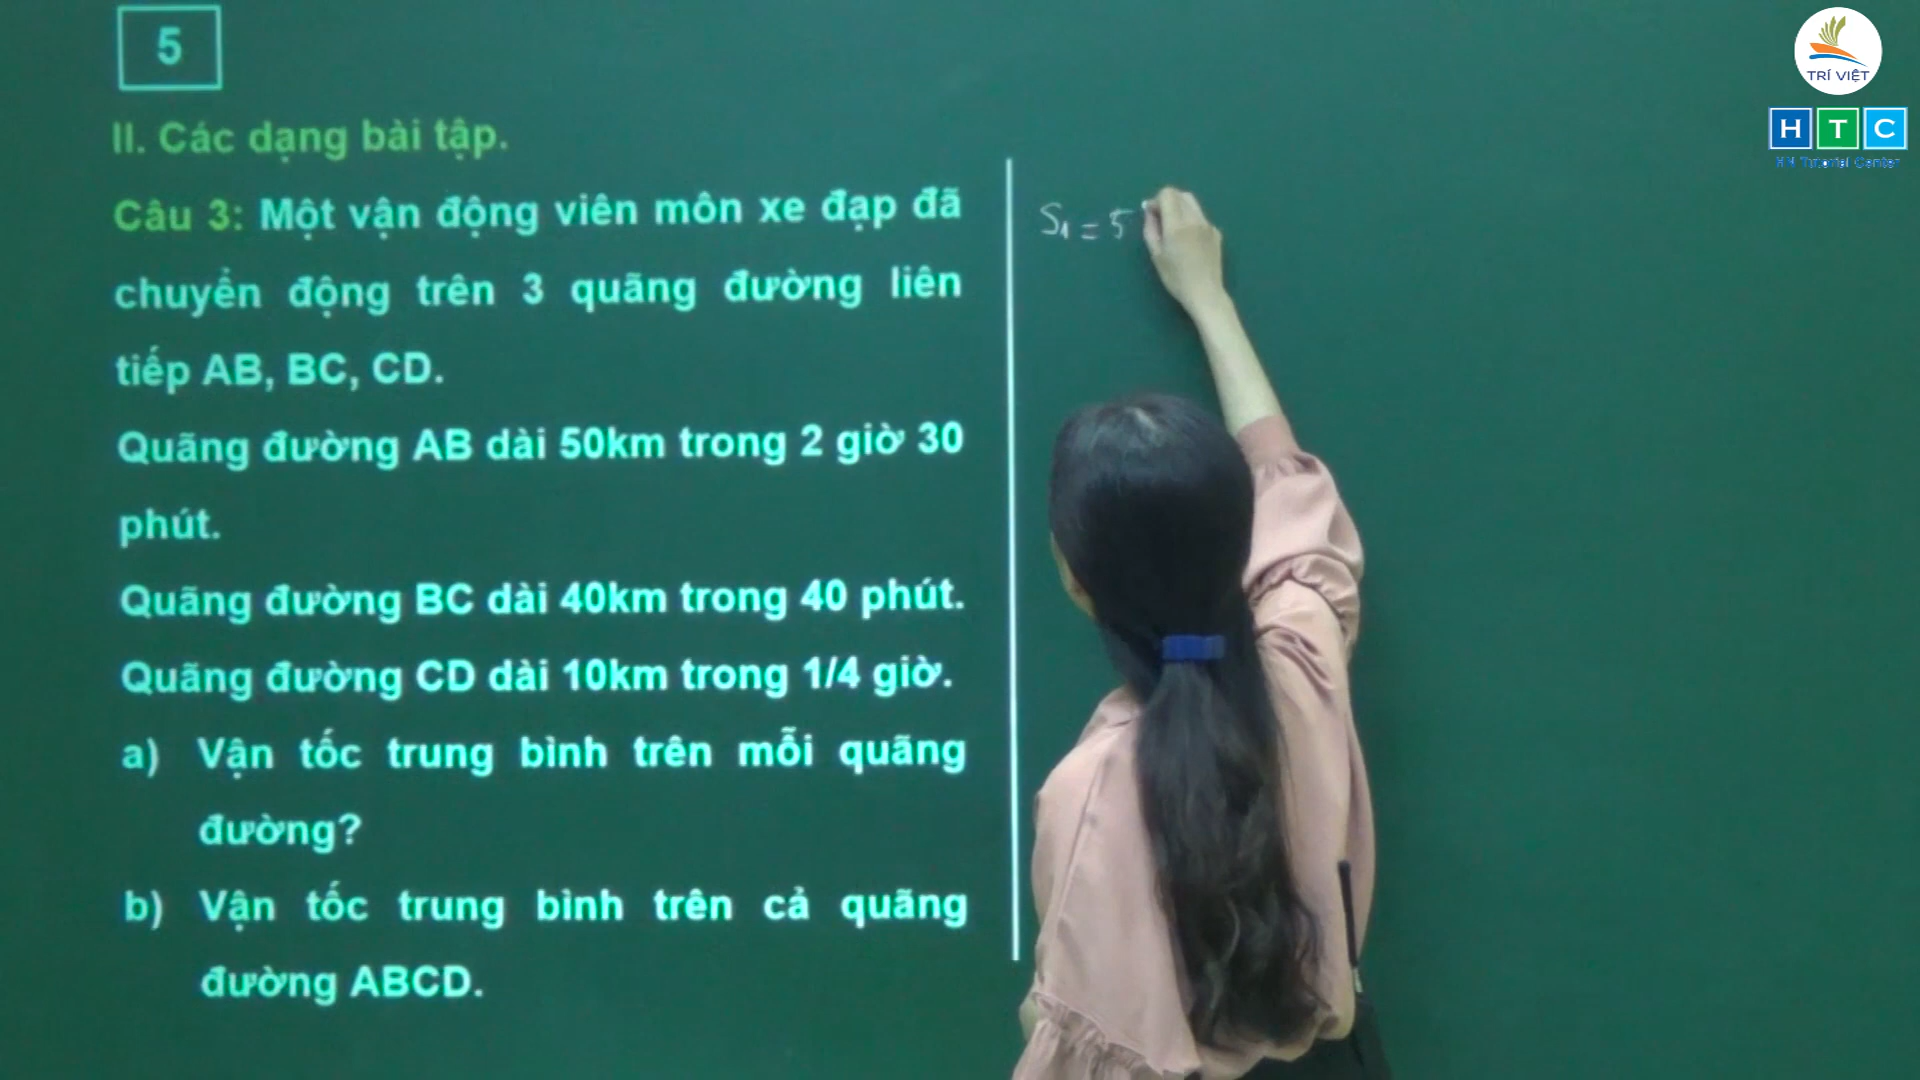 5
II. Các dạng bài tập.
Câu 3: Một vận động viên môn xe đạp đã
chuyển động trên 3 quãng đường liên
tiếp AB, BC, CD.
Quãng đường AB dài 50km trong 2 giờ 30
phút.
Quãng đường BC dài 40km trong 40 phút.
Quãng đường CD dài 10km trong 1/4 giờ.
a) Vận tốc trung bình trên mỗi quãng
đường?
b) Vận tốc trung bình trên cả quãng
đường ABCD.
S₁ = 5
TRÍ VIỆT
HTC
HN Tutorial Center